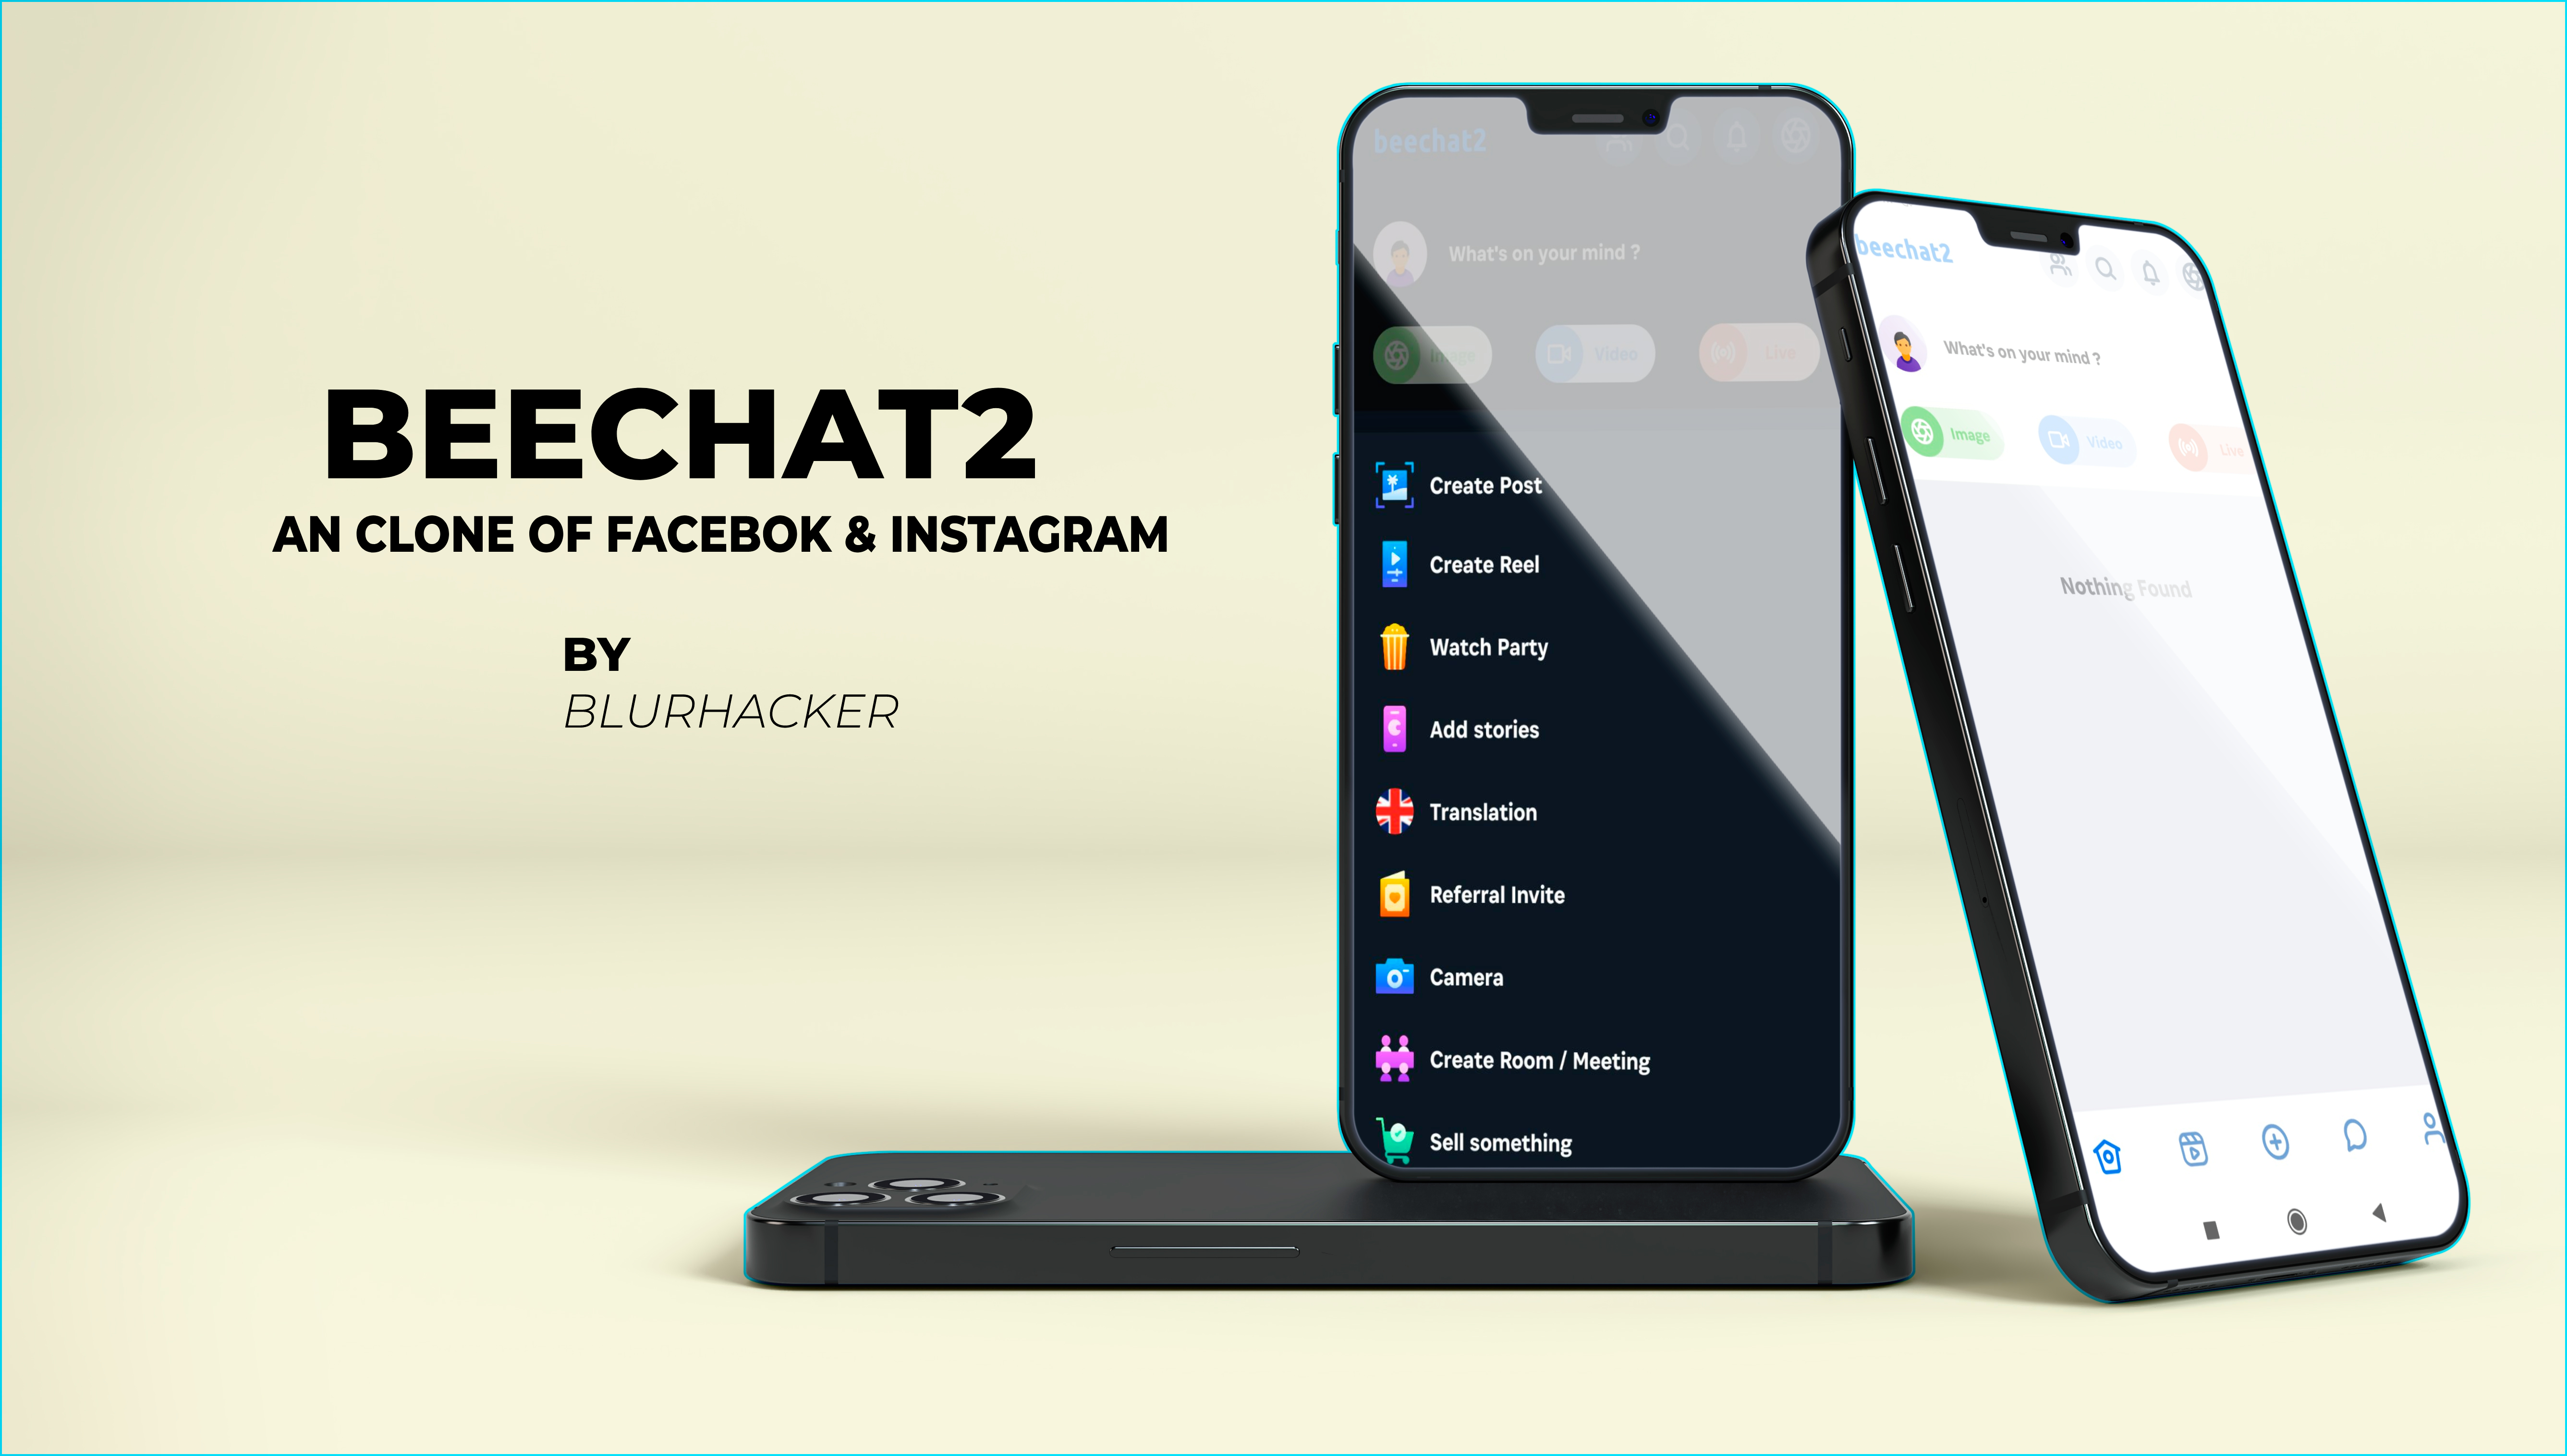 BEECHAT2
AN CLONE OF FACEBOK & INSTAGRAM
BY
BLURHACKER
beechat2
What's on your mind ?
Image
Video
Live
Create Post
Create Reel
Watch Party
Add stories
Translation
Referral Invite
Camera
Create Room / Meeting
Sell something
beechat2
What's on your mind ?
Image
Video
Live
Nothing Found